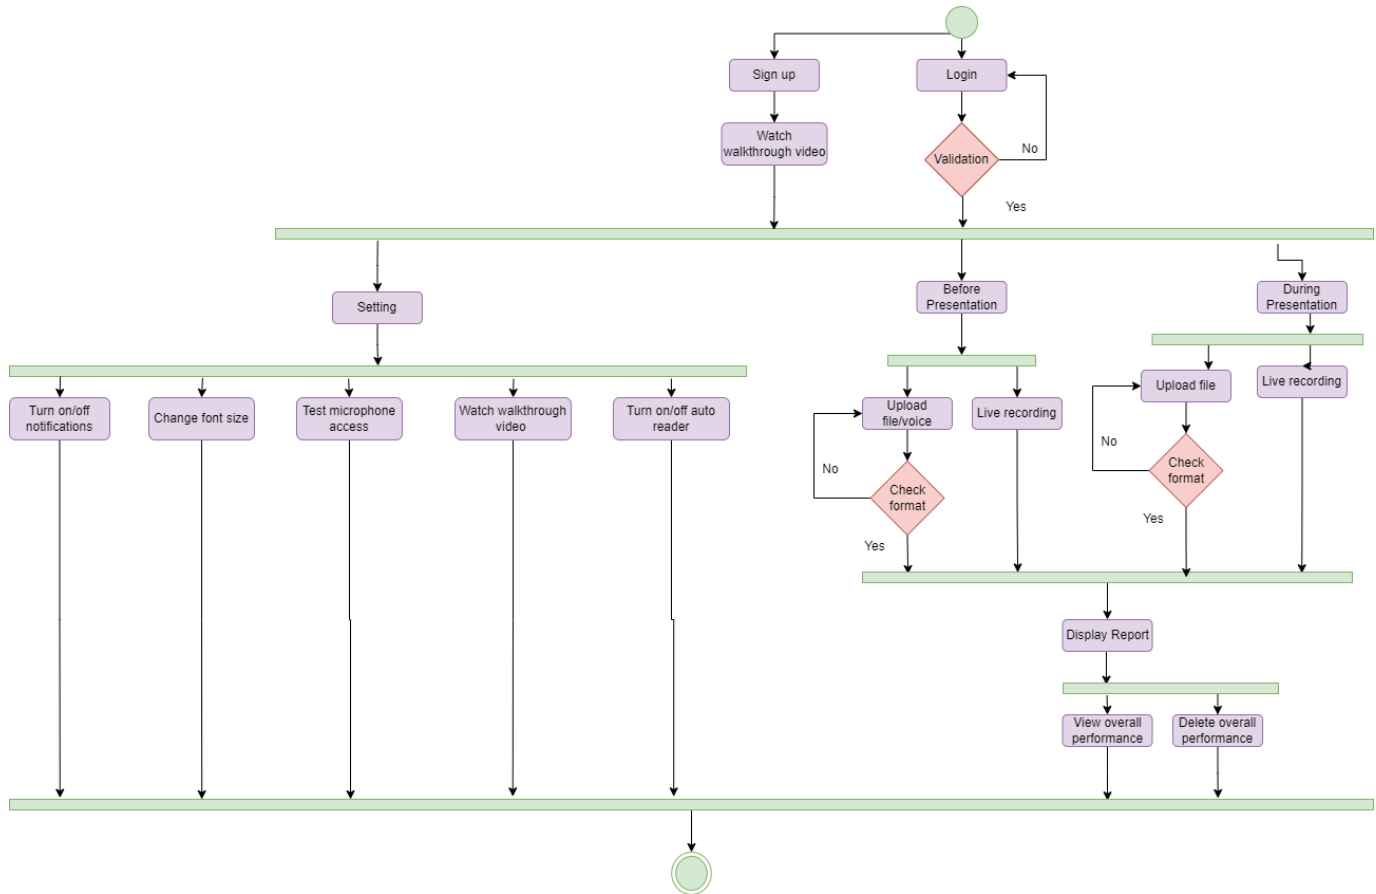 Sign up
Login
Watch
walkthrough video
Validation
No
Yes
Setting
Before
Presentation
During
Presentation
Turn on/off
notifications
Change font size
Test microphone
access
Watch walkthrough
video
Turn on/off auto
reader
Upload
file/voice
Live recording
Upload file
Live recording
No
Check
format
Yes
No
Check
format
Yes
Display Report
View overall
performance
Delete overall
performance